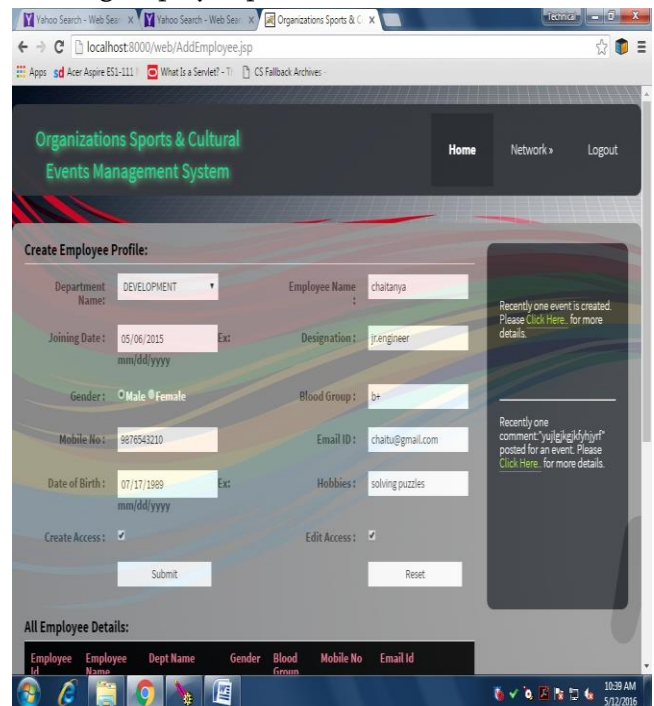 Yahoo Search - Web Sear
Yahoo Search - Web Sear
Organizations Sports & C
Technical
localhost:8000/web/AddEmployee.jsp
Apps
Acer Aspire ES1-111
What Is a Servlet? - T
CS Fallback Archives -
Organizations Sports & Cultural
Events Management System
Home
Network »
Logout
Create Employee Profile:
Department Name: DEVELOPMENT
Employee Name : chaitanya
Joining Date : 05/06/2015 Ex: mm/dd/yyyy
Designation : jr.engineer
Gender : Male Female
Blood Group : b+
Mobile No : 9876543210
Email ID : chaitu@gmail.com
Date of Birth : 07/17/1989 Ex: mm/dd/yyyy
Hobbies : solving puzzles
Create Access :
Edit Access :
Submit
Reset
Recently one event is created.
Please Click Here.. for more
details.
Recently one
comment:"yujlgjkgjkfyhjyrf"
posted for an event. Please
Click Here.. for more details.
All Employee Details:
Employee Id
Employee Name
Dept Name
Gender
Blood Group
Mobile No
Email Id
10:39 AM
5/12/2016